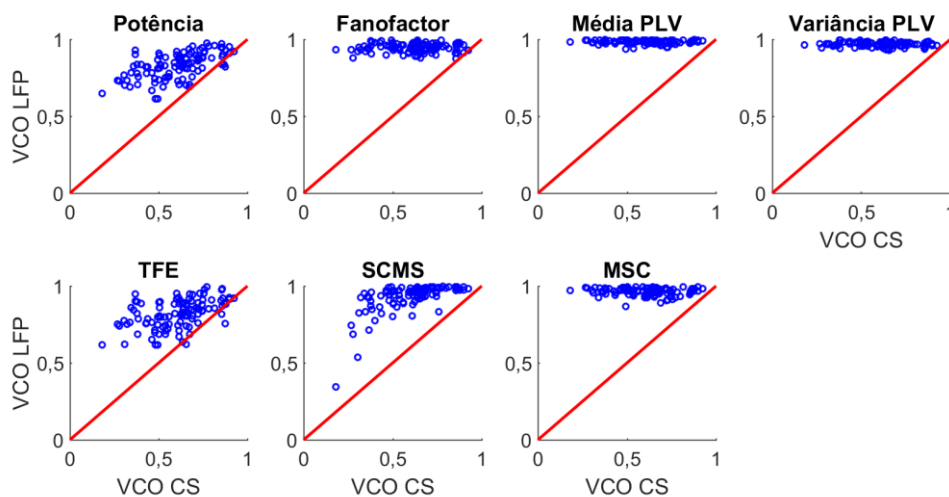 Potência Fanofactor Média PLV Variância PLV
1 1 1 1
VCO LFP
0,5 0,5 0,5 0,5
0 0 0 0
0 0,5 1 0 0,5 1 0 0,5 1 0 0,5 1
VCO CS
TFE SCMS MSC
1 1 1
VCO LFP
0,5 0,5 0,5
0 0 0
0 0,5 1 0 0,5 1 0 0,5 1
VCO CS VCO CS VCO CS